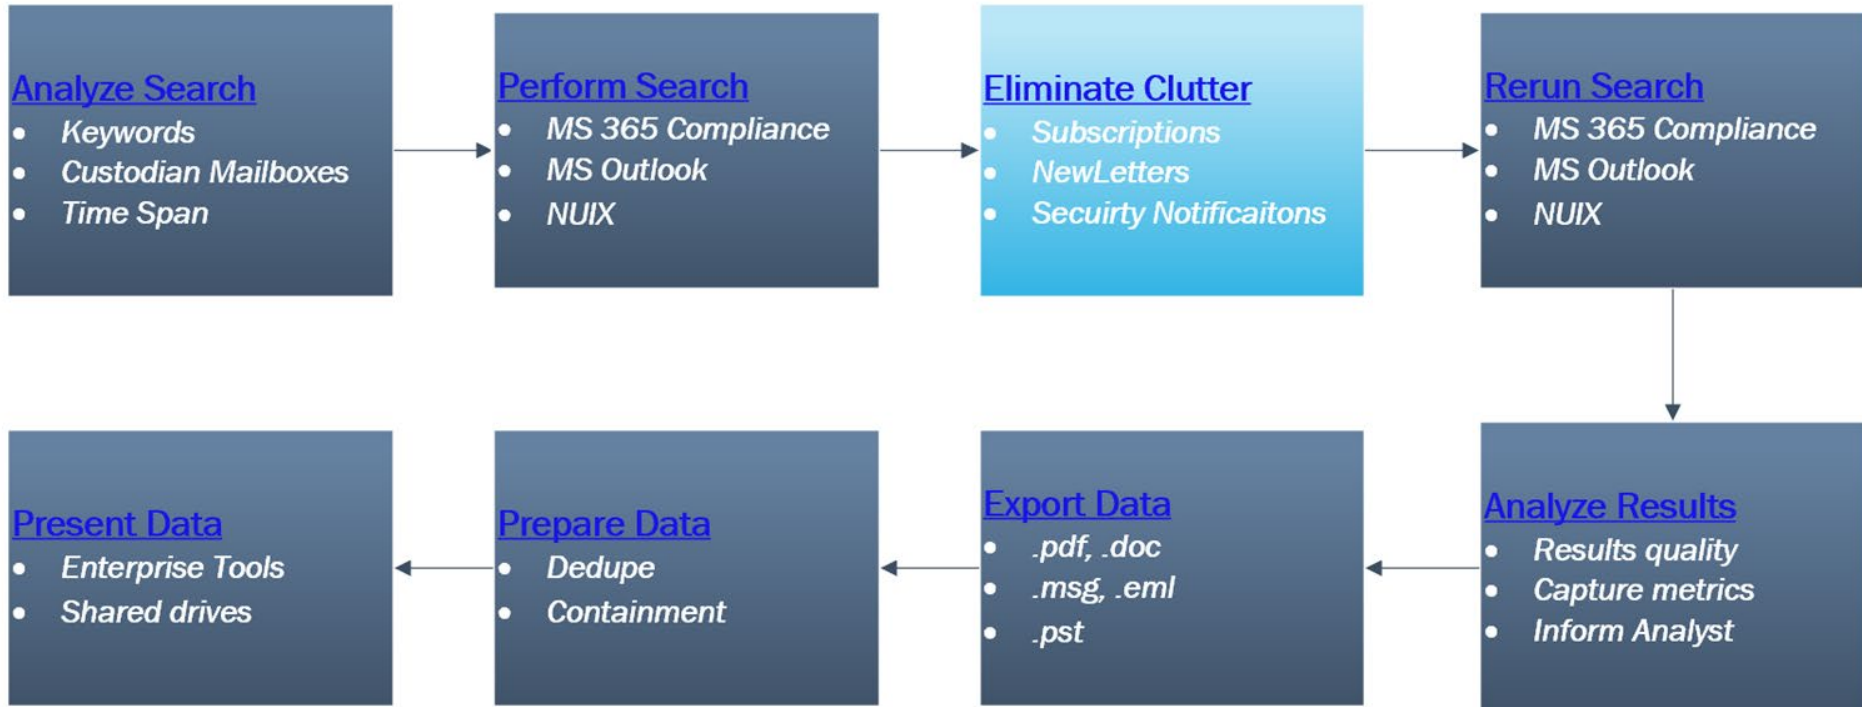 Analyze Search
• Keywords
• Custodian Mailboxes
• Time Span
Perform Search
• MS 365 Compliance
• MS Outlook
• NUIX
Eliminate Clutter
• Subscriptions
• NewLetters
• Secuirty Notificaitons
Rerun Search
• MS 365 Compliance
• MS Outlook
• NUIX
Analyze Results
• Results quality
• Capture metrics
• Inform Analyst
Export Data
• .pdf, .doc
• .msg, .eml
• .pst
Prepare Data
• Dedupe
• Containment
Present Data
• Enterprise Tools
• Shared drives